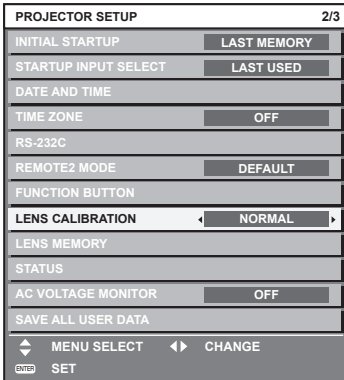 PROJECTOR SETUP 2/3
INITIAL STARTUP LAST MEMORY
STARTUP INPUT SELECT LAST USED
DATE AND TIME
TIME ZONE OFF
RS-232C
REMOTE2 MODE DEFAULT
FUNCTION BUTTON
LENS CALIBRATION NORMAL
LENS MEMORY
STATUS
AC VOLTAGE MONITOR OFF
SAVE ALL USER DATA
MENU SELECT CHANGE
ENTER SET